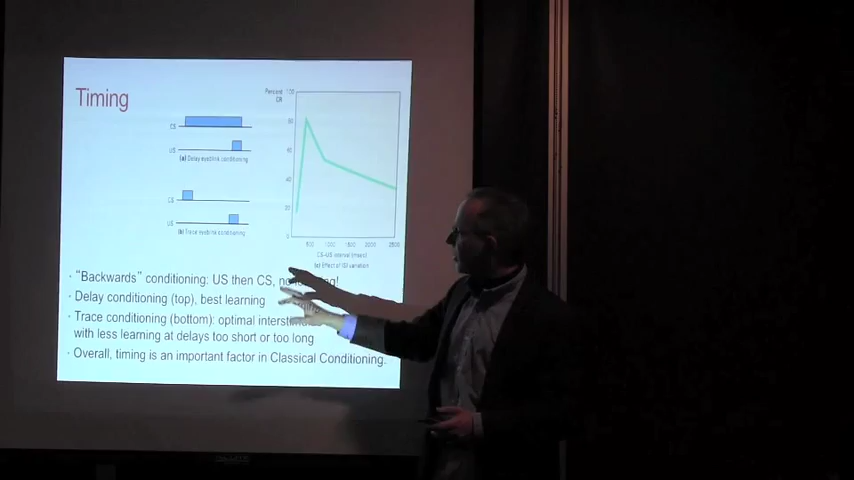 Timing
Percent
CR
100
80
60
40
20
0
CS
US
(a) Delay eyeblink conditioning
CS
US
(b) Trace eyeblink conditioning
500 1000 1500 2000 2500
CS-US interval (msec)
(c) Effect of ISI variation
• "Backwards" conditioning: US then CS,
• Delay conditioning (top), best learning
• Trace conditioning (bottom): optimal
with less learning at delays too short or too long
• Overall, timing is an important factor in Classical Conditioning.